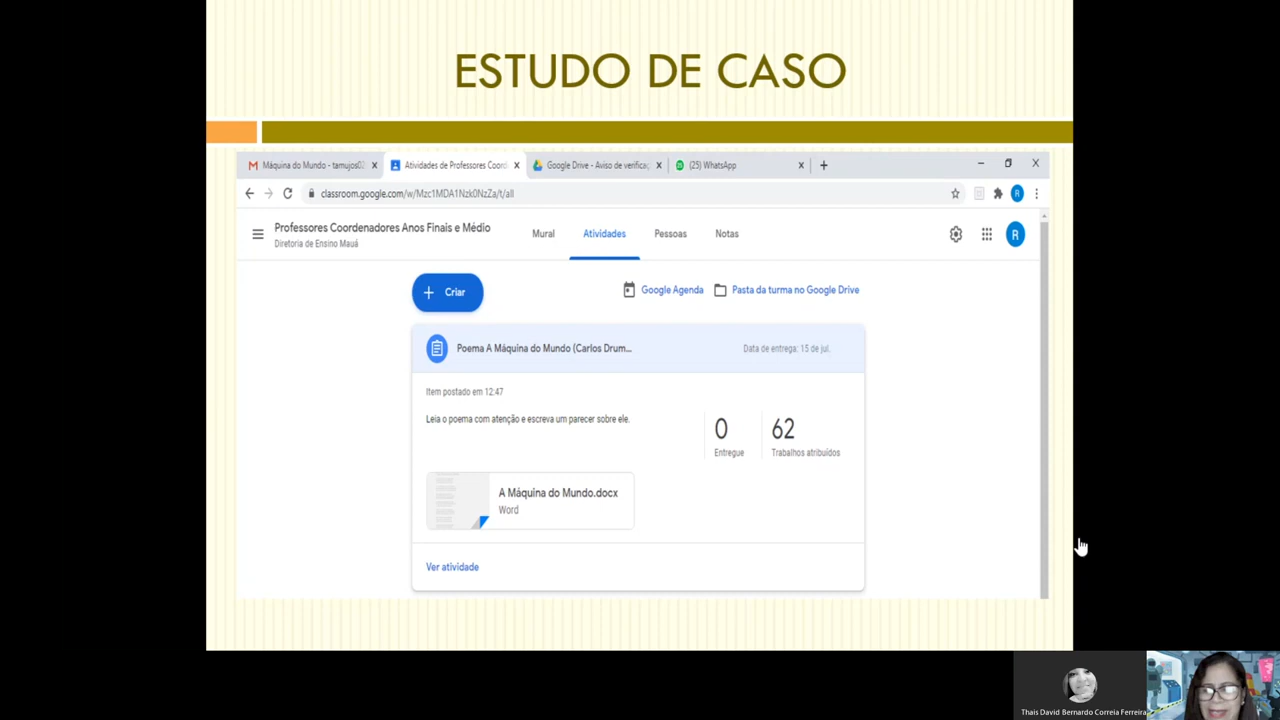 ESTUDO DE CASO
Máquina do Mundo - tamujos02
Atividades de Professores Coord
Google Drive - Aviso de verificaç
(25) WhatsApp
classroom.google.com/w/Mzc1MDA1Nzk0NzZa/t/all
Professores Coordenadores Anos Finais e Médio
Diretoria de Ensino Mauá
Mural
Atividades
Pessoas
Notas
R
Criar
Google Agenda
Pasta da turma no Google Drive
Poema A Máquina do Mundo (Carlos Drum...
Data de entrega: 15 de jul.
Item postado em 12:47
Leia o poema com atenção e escreva um parecer sobre ele.
0
Entregue
62
Trabalhos atribuídos
A Máquina do Mundo.docx
Word
Ver atividade
Thais David Bernardo Correia Ferreira